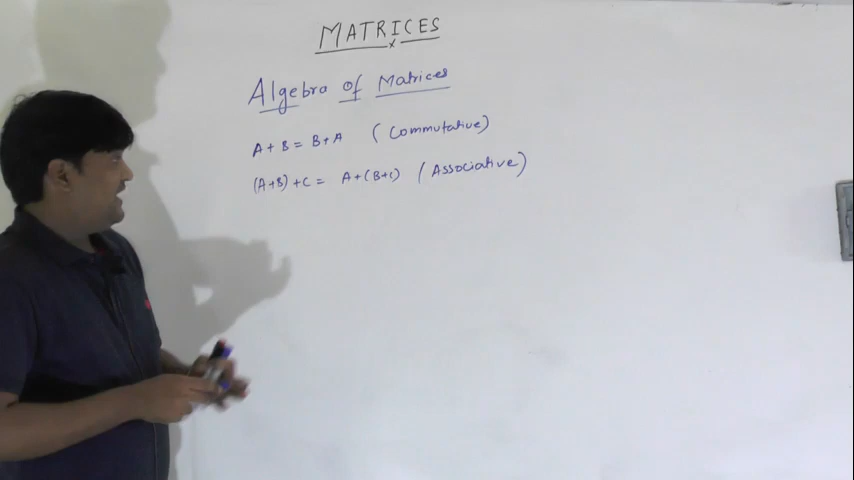 MATRICES
Algebra of Matrices
A + B = B + A (Commutative)
(A+B) + C = A + (B+C) (Associative)